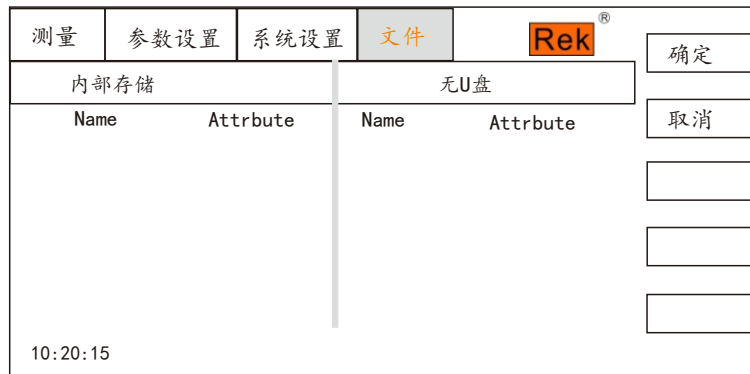 测量 参数设置 系统设置 文件 Rek®
确定
内部存储 无U盘
Name Attrbute Name Attrbute
取消
10:20:15